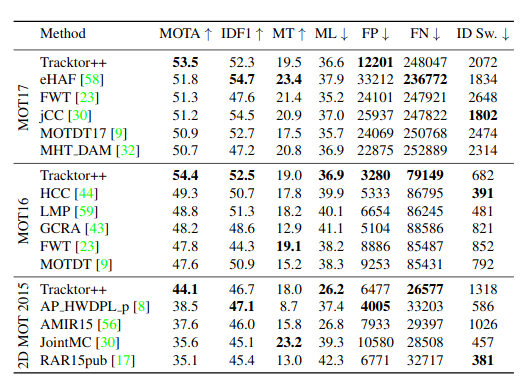 Method MOTA ↑ IDF1 ↑ MT ↑ ML ↓ FP ↓ FN ↓ ID Sw. ↓
MOT17
Tracktor++ 53.5 52.3 19.5 36.6 12201 248047 2072
eHAF [58] 51.8 54.7 23.4 37.9 33212 236772 1834
FWT [23] 51.3 47.6 21.4 35.2 24101 247921 2648
jCC [30] 51.2 54.5 20.9 37.0 25937 247822 1802
MOTDT17 [9] 50.9 52.7 17.5 35.7 24069 250768 2474
MHT_DAM [32] 50.7 47.2 20.8 36.9 22875 252889 2314
MOT16
Tracktor++ 54.4 52.5 19.0 36.9 3280 79149 682
HCC [44] 49.3 50.7 17.8 39.9 5333 86795 391
LMP [59] 48.8 51.3 18.2 40.1 6654 86245 481
GCRA [43] 48.2 48.6 12.9 41.1 5104 88586 821
FWT [23] 47.8 44.3 19.1 38.2 8886 85487 852
MOTDT [9] 47.6 50.9 15.2 38.3 9253 85431 792
2D MOT 2015
Tracktor++ 44.1 46.7 18.0 26.2 6477 26577 1318
AP_HWDPL_p [8] 38.5 47.1 8.7 37.4 4005 33203 586
AMIR15 [56] 37.6 46.0 15.8 26.8 7933 29397 1026
JointMC [30] 35.6 45.1 23.2 39.3 10580 28508 457
RAR15pub [17] 35.1 45.4 13.0 42.3 6771 32717 381